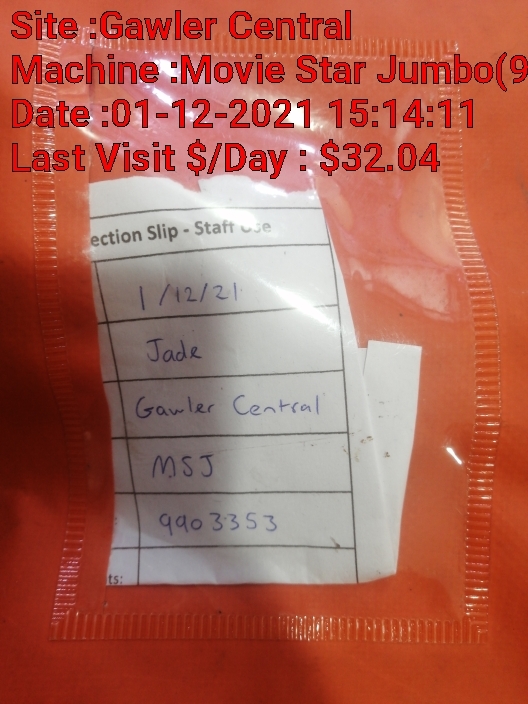 Site :Gawler Central
Machine :Movie Star Jumbo(9
Date :01-12-2021 15:14:11
Last Visit $/Day : $32.04
ection Slip - Staff Use
1/12/21
Jade
Gawler Central
MSJ
9903353
ts: